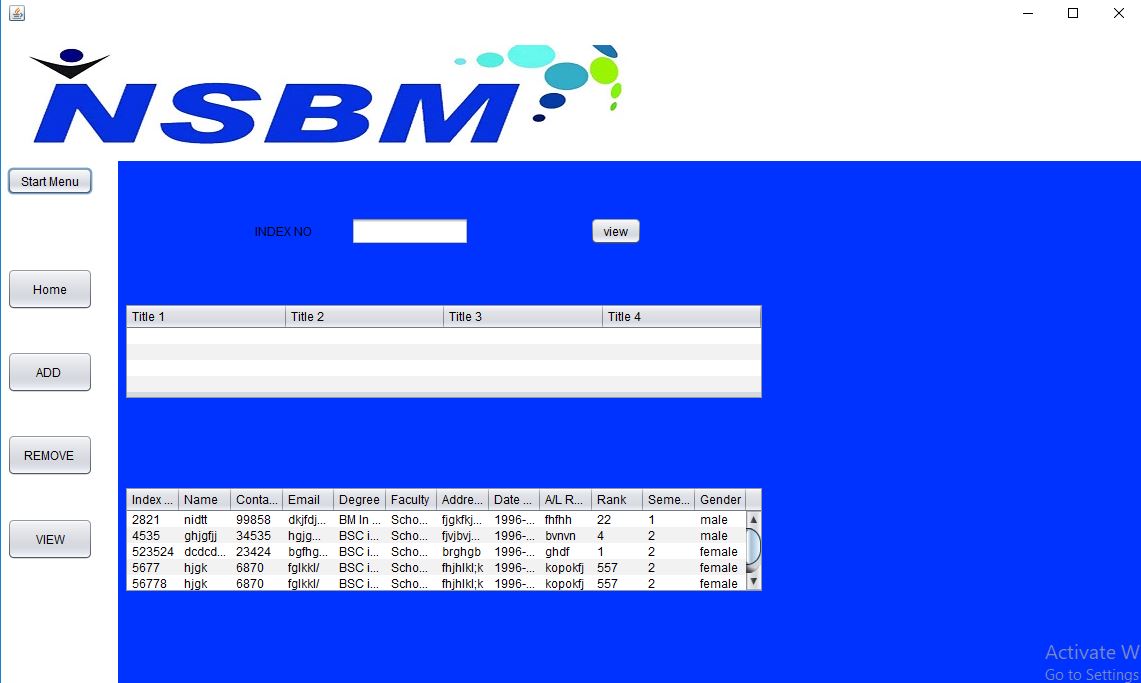 NSBM
Start Menu
INDEX NO
view
Home
Title 1 Title 2 Title 3 Title 4
ADD
REMOVE
VIEW
Index ... Name Conta... Email Degree Faculty Addre... Date ... A/L R... Rank Seme... Gender
2821 nidtt 99858 dkjfdj... BM In ... Scho... fjgkfkj... 1996-... fhfhh 22 1 male
4535 ghjgfjj 34535 hgjg... BSC i... Scho... fjvjbvj... 1996-... bvnvn 4 2 male
523524 dcdcd... 23424 bgfhg... BSC i... Scho... brghgb 1996-... ghdf 1 2 female
5677 hjgk 6870 fglkkl/ BSC i... Scho... fhjhlkl;k 1996-... kopokfj 557 2 female
56778 hjgk 6870 fglkkl/ BSC i... Scho... fhjhlkl;k 1996-... kopokfj 557 2 female
Activate W
Go to Settings